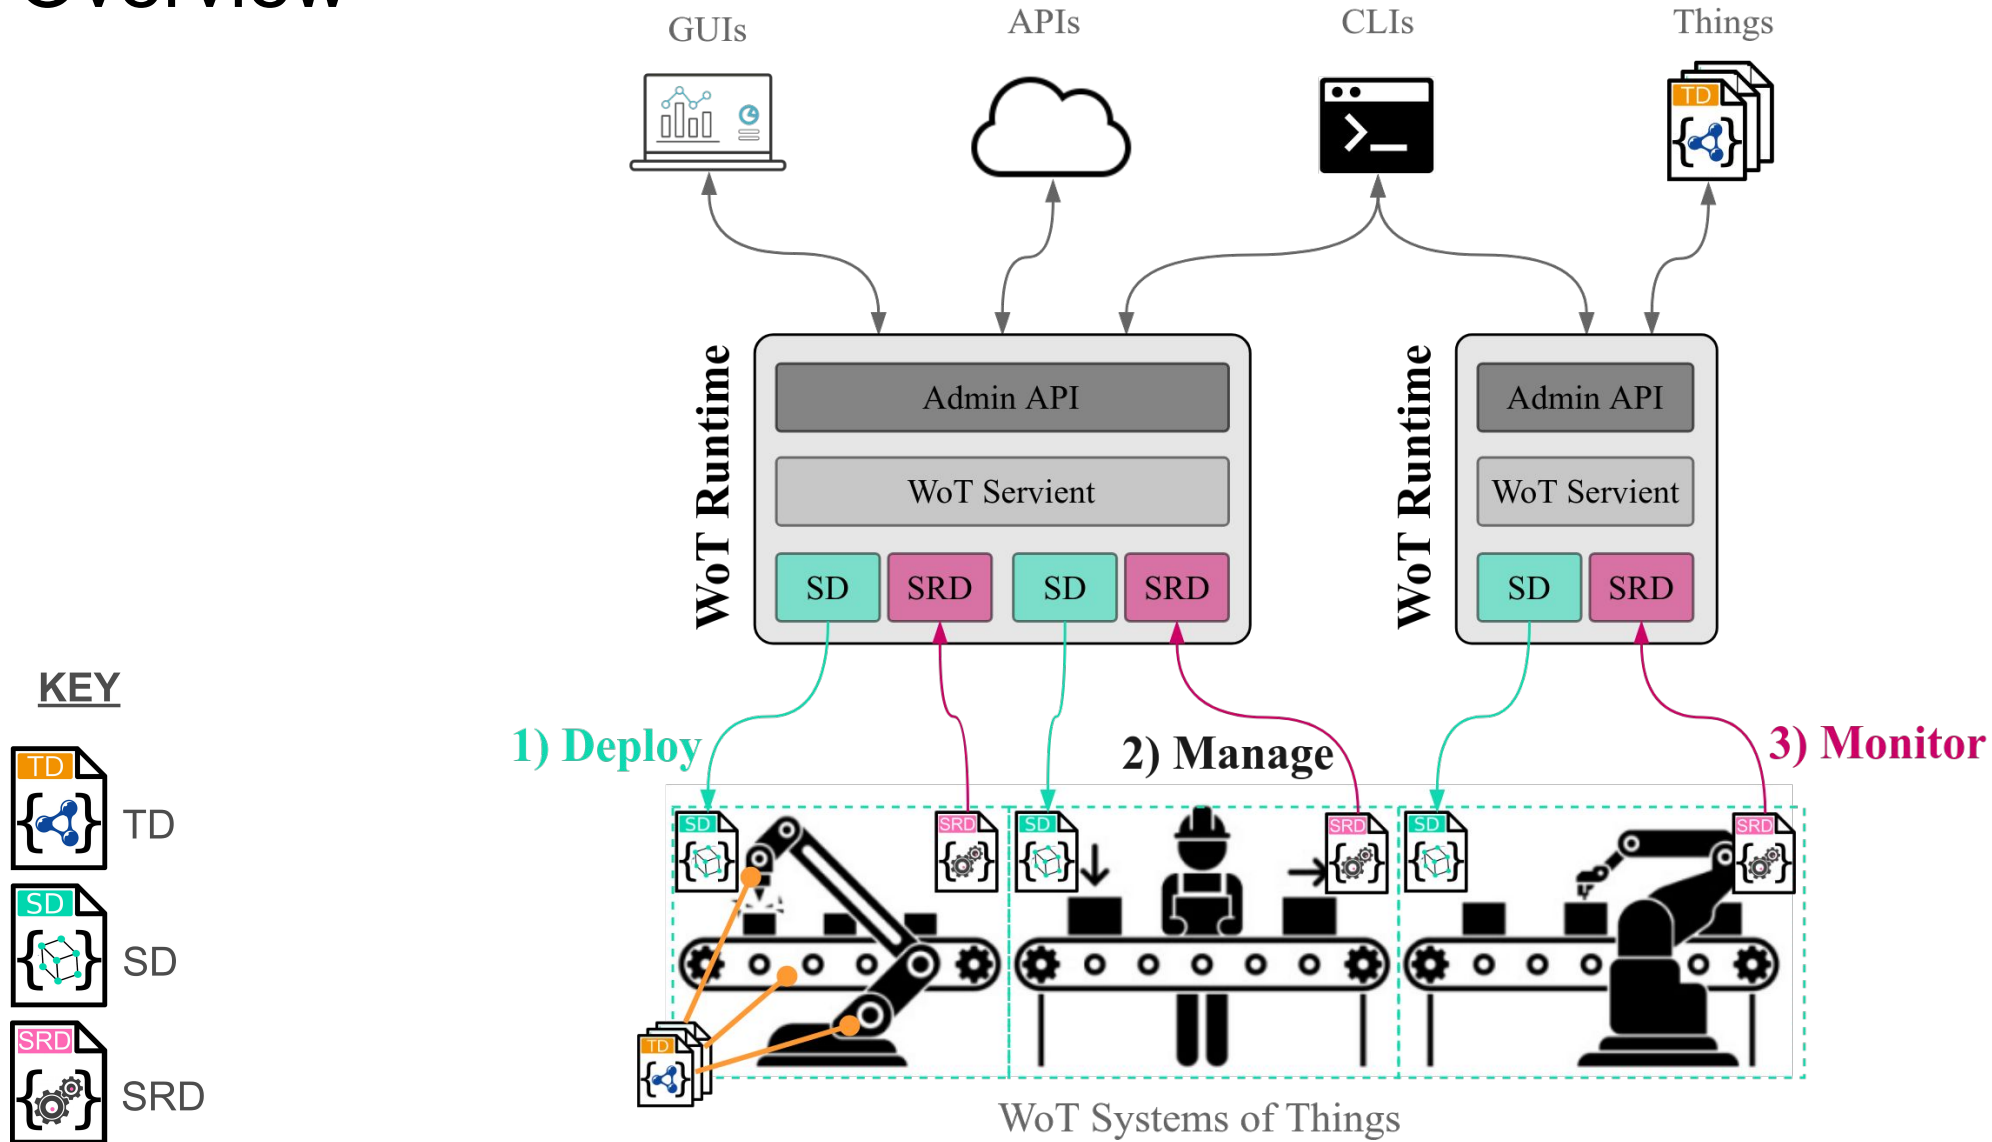 Overview
GUIs
APIs
CLIs
Things
TD
WoT Runtime
Admin API
WoT Servient
SD
SRD
SD
SRD
WoT Runtime
Admin API
WoT Servient
SD
SRD
1) Deploy
2) Manage
3) Monitor
SD
SRD
SD
SRD
SD
SRD
TD
WoT Systems of Things
KEY
TD
TD
SD
SD
SRD
SRD